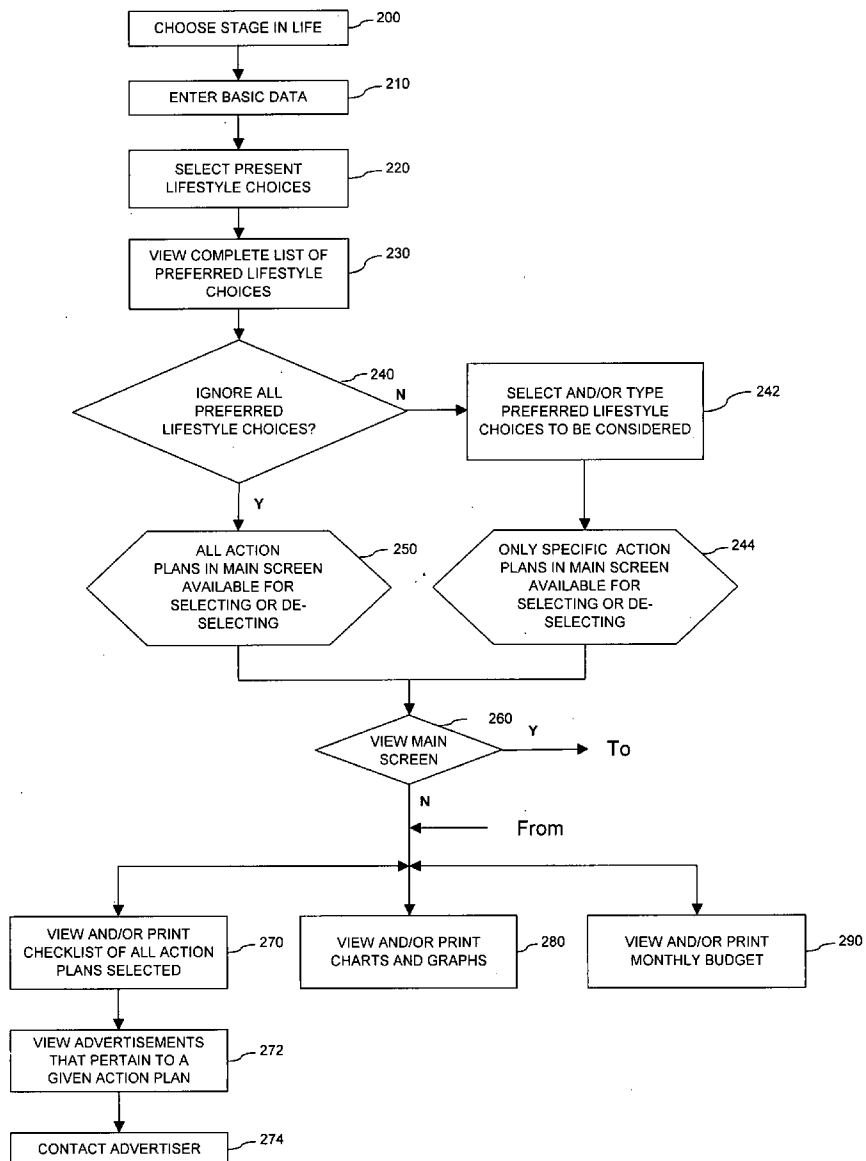 CHOOSE STAGE IN LIFE
200
ENTER BASIC DATA
210
SELECT PRESENT
LIFESTYLE CHOICES
220
VIEW COMPLETE LIST OF
PREFERRED LIFESTYLE
CHOICES
230
IGNORE ALL
PREFERRED
LIFESTYLE CHOICES?
240
N
SELECT AND/OR TYPE
PREFERRED LIFESTYLE
CHOICES TO BE CONSIDERED
242
Y
ALL ACTION
PLANS IN MAIN SCREEN
AVAILABLE FOR
SELECTING OR DE-
SELECTING
250
ONLY SPECIFIC ACTION
PLANS IN MAIN SCREEN
AVAILABLE FOR
SELECTING OR DE-
SELECTING
244
VIEW MAIN
SCREEN
260
Y
To
N
From
VIEW AND/OR PRINT
CHECKLIST OF ALL ACTION
PLANS SELECTED
270
VIEW AND/OR PRINT
CHARTS AND GRAPHS
280
VIEW AND/OR PRINT
MONTHLY BUDGET
290
VIEW ADVERTISEMENTS
THAT PERTAIN TO A
GIVEN ACTION PLAN
272
CONTACT ADVERTISER
274